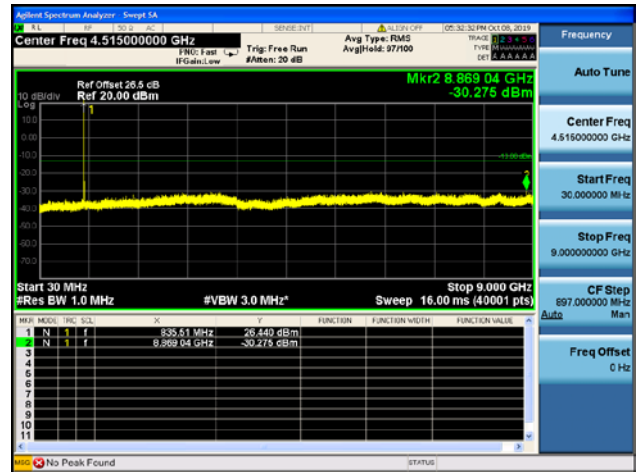 Agilent Spectrum Analyzer - Swept SA
RL RF 50 Ω AC SENSE:INT ALIGN OFF 05:32:32 PM Oct 08, 2019
Center Freq 4.515000000 GHz
PNO: Fast
IFGain:Low
Trig: Free Run
#Atten: 20 dB
Avg Type: RMS
Avg|Hold: 97/100
TRACE 1 2 3 4 5 6
TYPE
DET A A A A A A
Ref Offset 26.5 dB
Ref 20.00 dBm
10 dB/div
Log
Mkr2 8.869 04 GHz
-30.275 dBm
1
10.0
0.00
-10.0
-13.00 dBm
-20.0
2
-30.0
-40.0
-50.0
-60.0
-70.0
Start 30 MHz
Stop 9.000 GHz
#Res BW 1.0 MHz
#VBW 3.0 MHz*
Sweep 16.00 ms (40001 pts)
MKR MODE TRC SCL X Y FUNCTION FUNCTION WIDTH FUNCTION VALUE
1 N 1 f 835.51 MHz 26.440 dBm
2 N 1 f 8.869 04 GHz -30.275 dBm
3
4
5
6
7
8
9
10
11
MSG No Peak Found
STATUS
Frequency
Auto Tune
Center Freq
4.515000000 GHz
Start Freq
30.000000 MHz
Stop Freq
9.000000000 GHz
CF Step
897.000000 MHz
Auto Man
Freq Offset
0 Hz